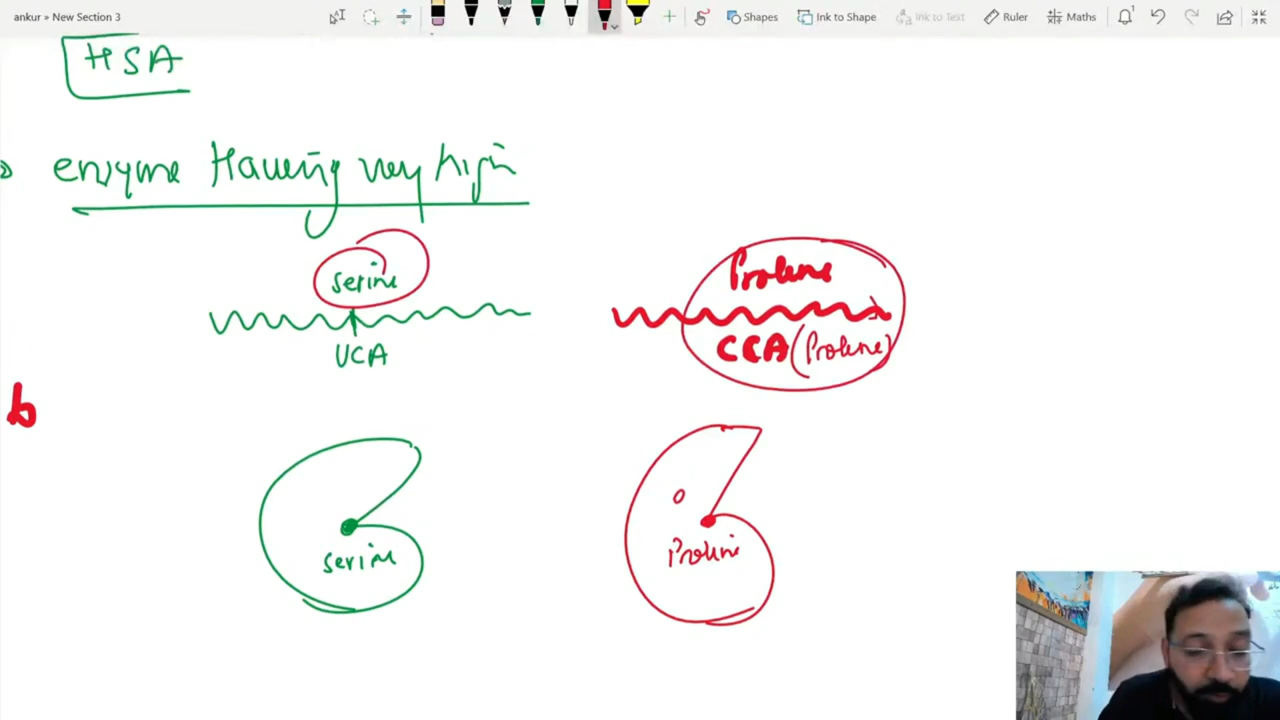 ankur » New Section 3
Shapes Ink to Shape Ink to Text Ruler Maths
HSA
enzyme Having very high
serine
UCA
Proline
CCA (Proline)
b
serine
o
Proline